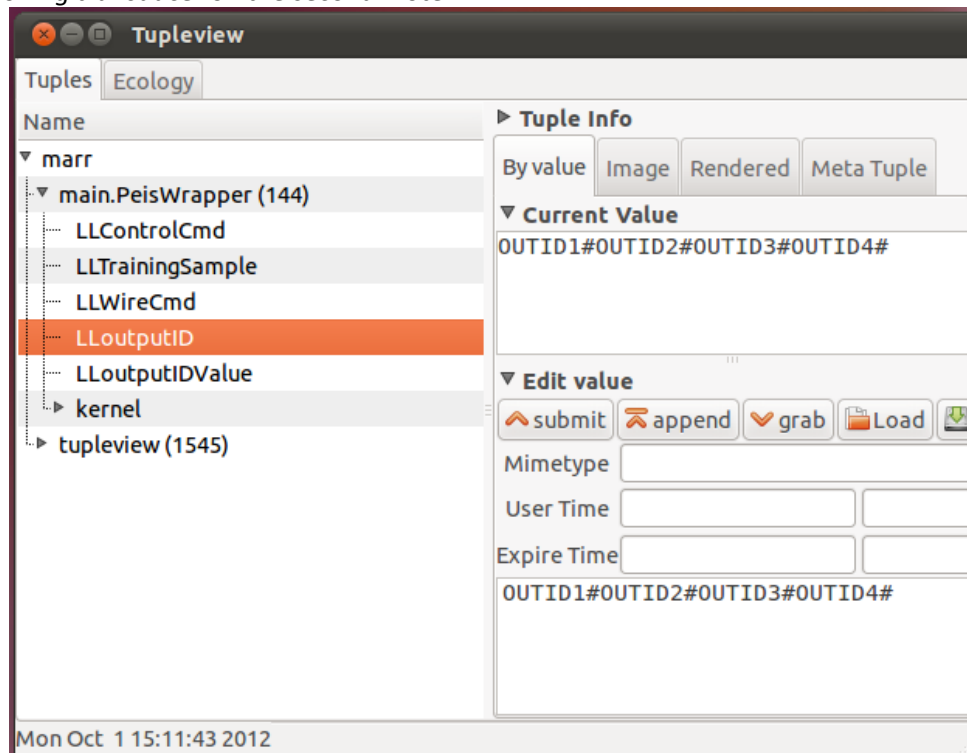 Tupleview
Tuples Ecology
Name
marr
main.PeisWrapper (144)
LLControlCmd
LLTrainingSample
LLWireCmd
LLoutputID
LLoutputIDValue
kernel
tupleview (1545)
Tuple Info
By value Image Rendered Meta Tuple
Current Value
OUTID1#OUTID2#OUTID3#OUTID4#
Edit value
submit append grab Load
Mimetype
User Time
Expire Time
OUTID1#OUTID2#OUTID3#OUTID4#
Mon Oct 1 15:11:43 2012